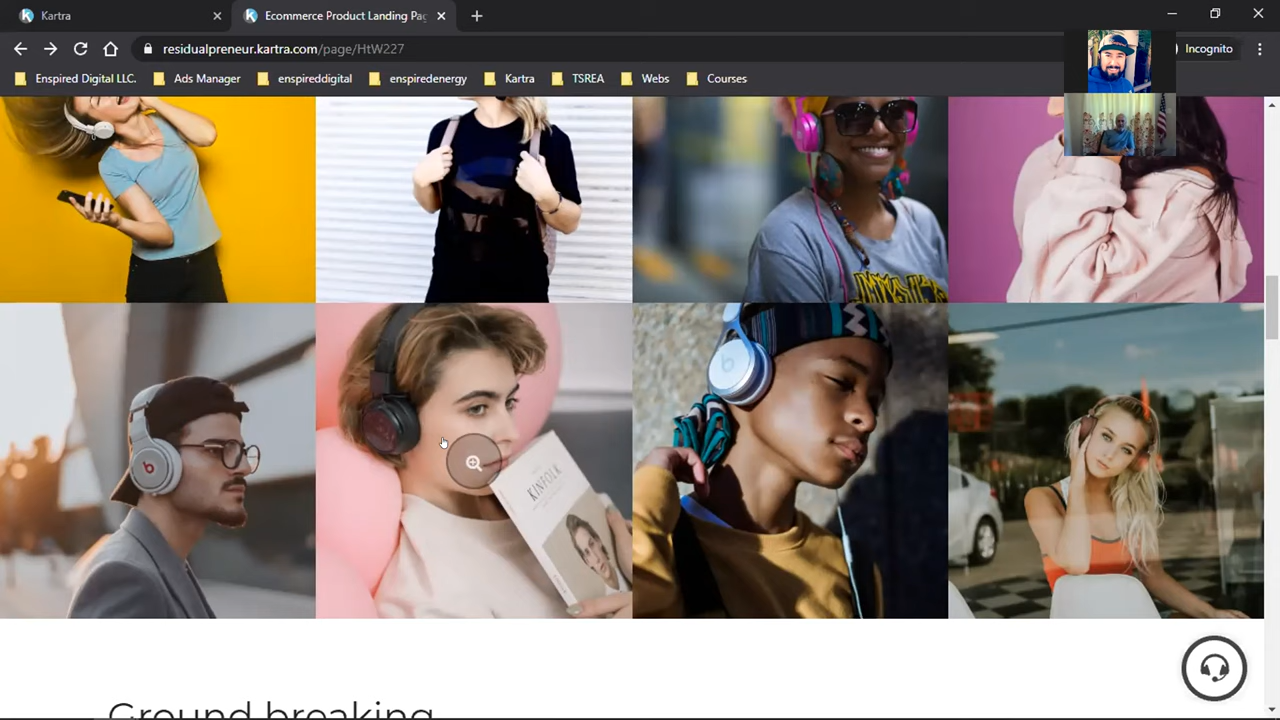 Kartra
Ecommerce Product Landing Pag
residualpreneur.kartra.com/page/HtW227
Incognito
Enspired Digital LLC.
Ads Manager
enspireddigital
enspiredenergy
Kartra
TSREA
Webs
Courses
KINFOLK
b
b
Ground breaking